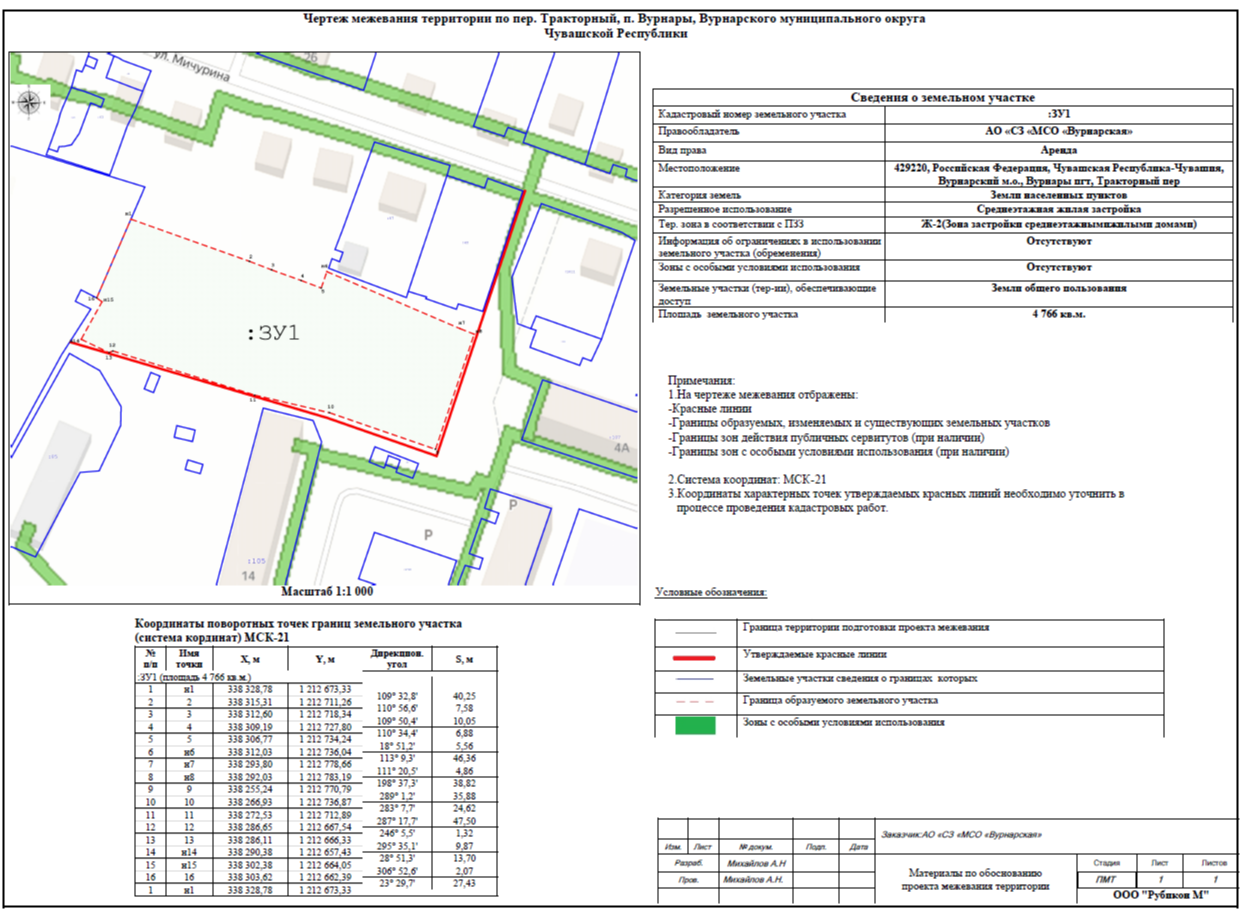 Чертеж межевания территории по пер. Тракторный, п. Вурнары, Вурнарского муниципального округа
Чувашской Республики
ул. Мичурина
26
:ЗУ1
:105
14
4А
Р
Р
Масштаб 1:1 000
Сведения о земельном участке
Кадастровый номер земельного участка :ЗУ1
Правообладатель АО «СЗ «МСО «Вурнарская»
Вид права Аренда
Местоположение 429220, Российская Федерация, Чувашская Республика-Чувашия,
Вурнарский м.о., Вурнары пгт, Тракторный пер
Категория земель Земли населенных пунктов
Разрешенное использование Среднеэтажная жилая застройка
Тер. зона в соответствии с ПЗЗ Ж-2(Зона застройки среднеэтажнымижилыми домами)
Информация об ограничениях в использовании Отсутствуют
земельного участка (обременения)
Зоны с особыми условиями использования Отсутствуют
Земельные участки (тер-ии), обеспечивающие Земли общего пользования
доступ
Площадь земельного участка 4 766 кв.м.
Примечания:
1.На чертеже межевания отбражены:
-Красные линии
-Границы образуемых, изменяемых и существующих земельных участков
-Границы зон действия публичных сервитутов (при наличии)
-Границы зон с особыми условиями использования (при наличии)
2.Система координат: МСК-21
3.Координаты характерных точек утверждаемых красных линий необходимо уточнить в
процессе проведения кадастровых работ.
Условные обозначения:
Граница территории подготовки проекта межевания
Утверждаемые красные линии
Земельные участки сведения о границах которых
Граница образуемого земельного участка
Зоны с особыми условиями использования
Координаты поворотных точек границ земельного участка
(система кординат) МСК-21
№ п/п Имя точки X, м Y, м Дирекцион. угол S, м
:ЗУ1 (площадь 4 766 кв.м.)
1 н1 338 328,78 1 212 673,33
109° 32,8' 40,25
2 2 338 315,31 1 212 711,26
110° 56,6' 7,58
3 3 338 312,60 1 212 718,34
109° 50,4' 10,05
4 4 338 309,19 1 212 727,80
110° 34,4' 6,88
5 5 338 306,77 1 212 734,24
18° 51,2' 5,56
6 н6 338 312,03 1 212 736,04
113° 9,3' 46,36
7 н7 338 293,80 1 212 778,66
111° 20,5' 4,86
8 н8 338 292,03 1 212 783,19
198° 37,3' 38,82
9 9 338 255,24 1 212 770,79
289° 1,2' 35,88
10 10 338 266,93 1 212 736,87
283° 7,7' 24,62
11 11 338 272,53 1 212 712,89
287° 17,7' 47,50
12 12 338 286,65 1 212 667,54
246° 5,5' 1,32
13 13 338 286,11 1 212 666,33
295° 35,1' 9,87
14 н14 338 290,38 1 212 657,43
28° 51,3' 13,70
15 н15 338 302,38 1 212 664,05
306° 52,6' 2,07
16 16 338 303,62 1 212 662,39
23° 29,7' 27,43
1 н1 338 328,78 1 212 673,33
Заказчик:АО «СЗ «МСО «Вурнарская»
Изм. Лист № докум. Подп. Дата
Разраб. Михайлов А.Н
Пров. Михайлов А.Н.
Материалы по обоснованию
проекта межевания территории
Стадия Лист Листов
ПМТ 1 1
ООО "Рубикон М"